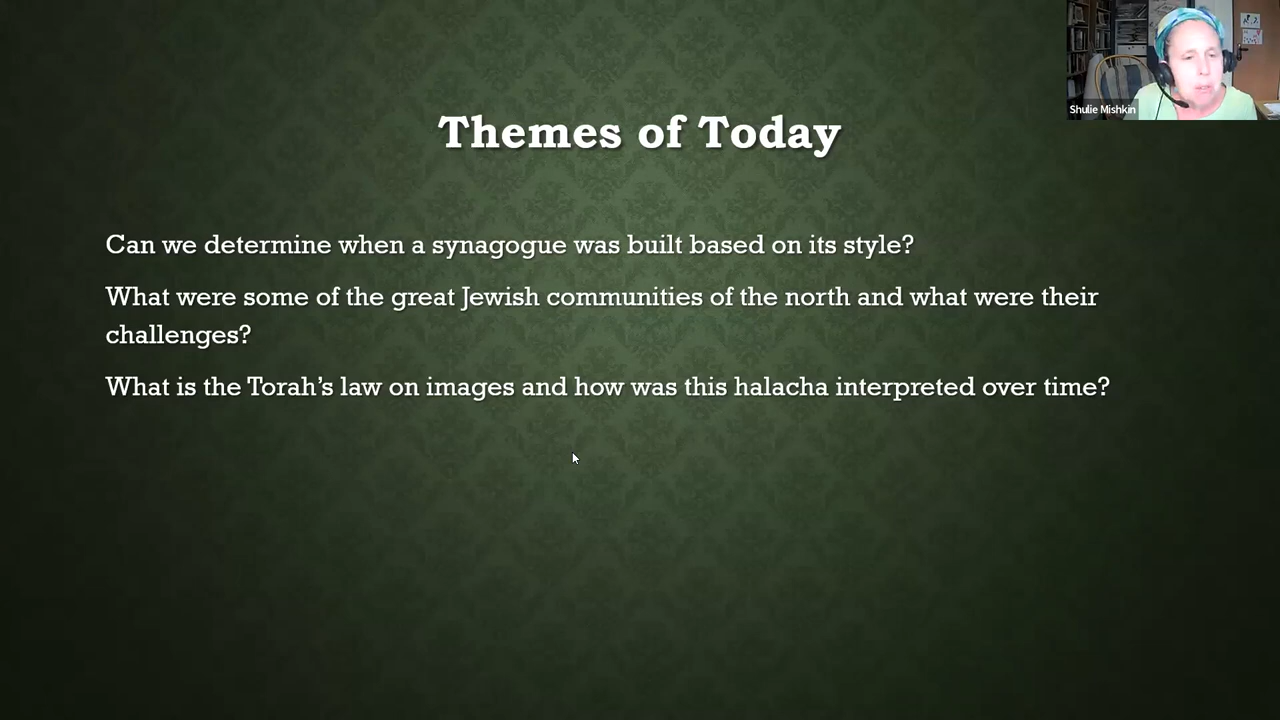 Shulie Mishkin
Themes of Today
Can we determine when a synagogue was built based on its style?
What were some of the great Jewish communities of the north and what were their
challenges?
What is the Torah's law on images and how was this halacha interpreted over time?